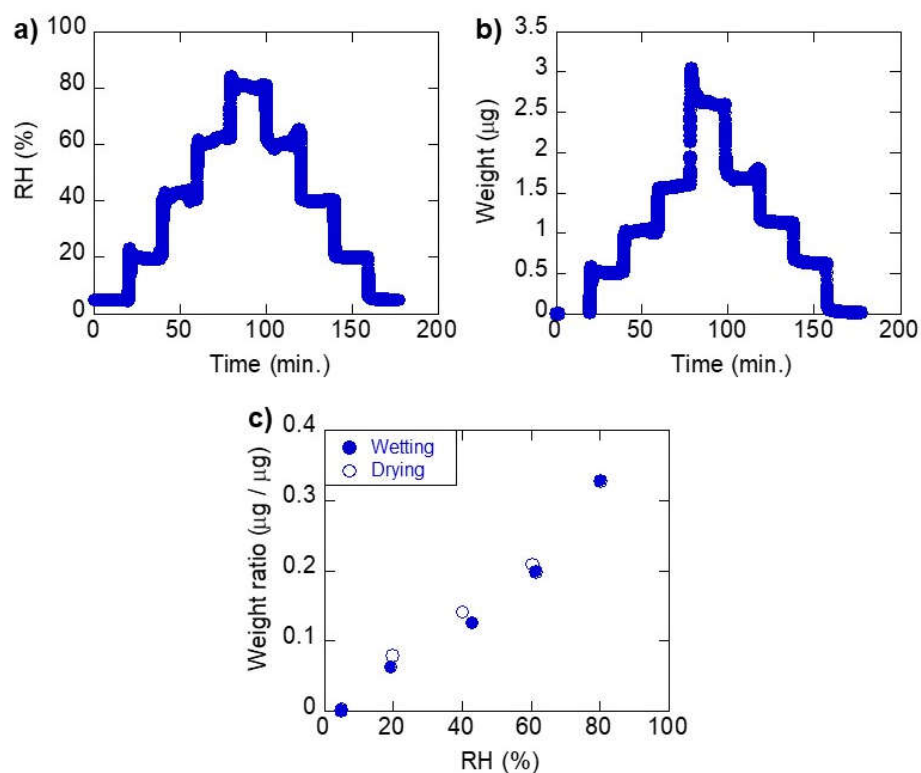 a)
100
80
60
40
20
0
RH (%)
0 50 100 150 200
Time (min.)
b)
3.5
3
2.5
2
1.5
1
0.5
0
Weight (μg)
0 50 100 150 200
Time (min.)
c)
0.4
0.3
0.2
0.1
0
Weight ratio (μg / μg)
Wetting
Drying
0 20 40 60 80 100
RH (%)